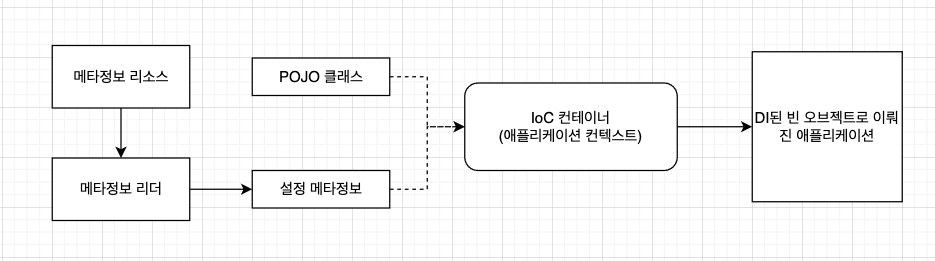 메타정보 리소스
POJO 클래스
IoC 컨테이너
(애플리케이션 컨텍스트)
DI된 빈 오브젝트로 이뤄
진 애플리케이션
메타정보 리더
설정 메타정보